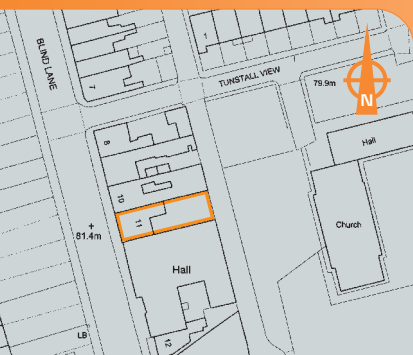 1
BLIND LANE
TUNSTALL VIEW
79.9m
N
7
8
Hall
10
11
81.4m
Church
Hall
LB
12